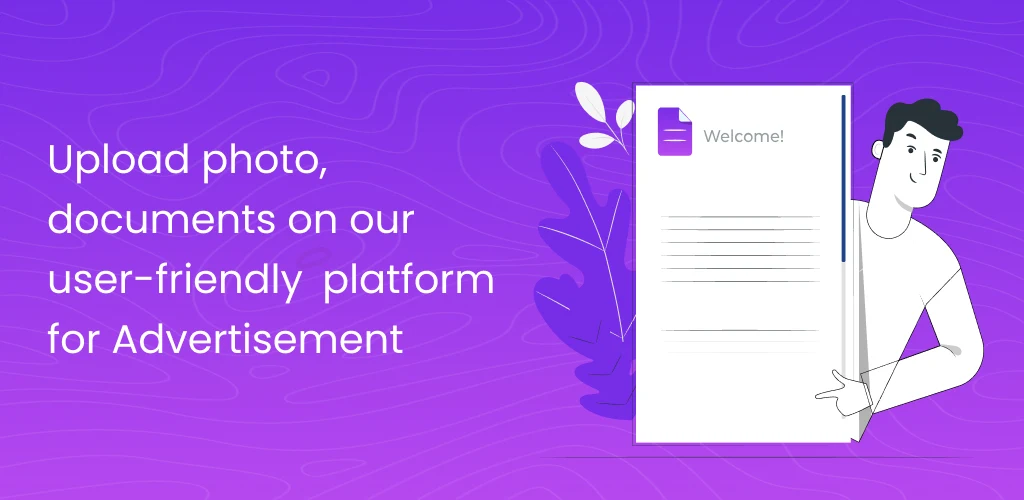 Upload photo,
documents on our
user-friendly platform
for Advertisement
Welcome!